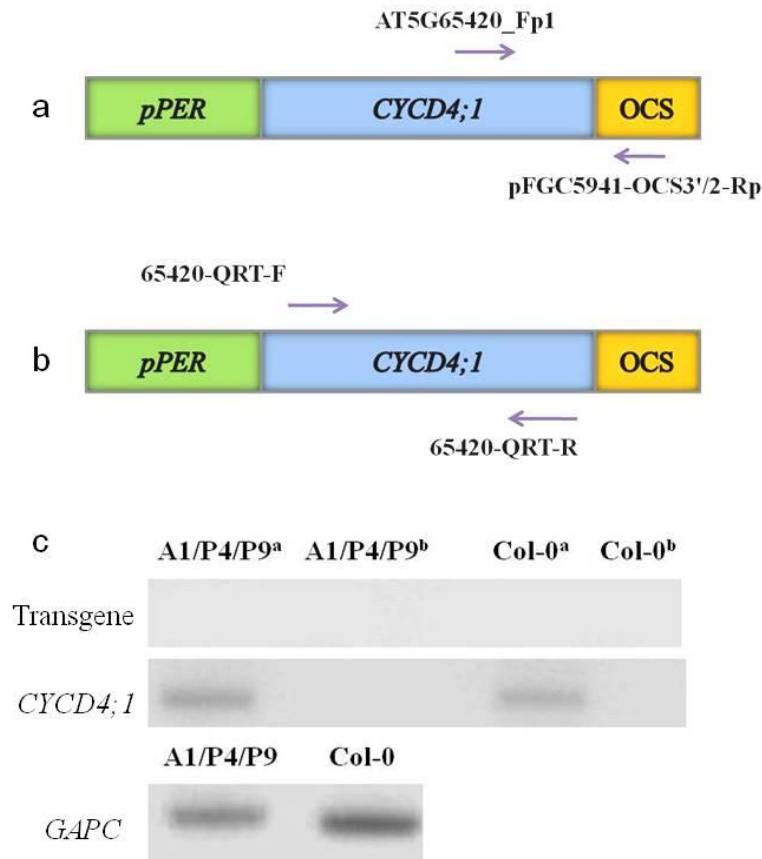 AT5G65420_Fp1
a
pPER CYCD4;1 OCS
pFGC5941-OCS3'/2-Rp
65420-QRT-F
b
pPER CYCD4;1 OCS
65420-QRT-R
c
A1/P4/P9ᵃ A1/P4/P9ᵇ Col-0ᵃ Col-0ᵇ
Transgene
CYCD4;1
A1/P4/P9 Col-0
GAPC